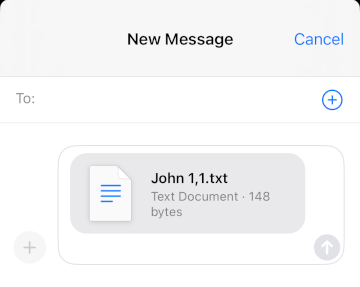 New Message
Cancel
To:
John 1,1.txt
Text Document · 148
bytes